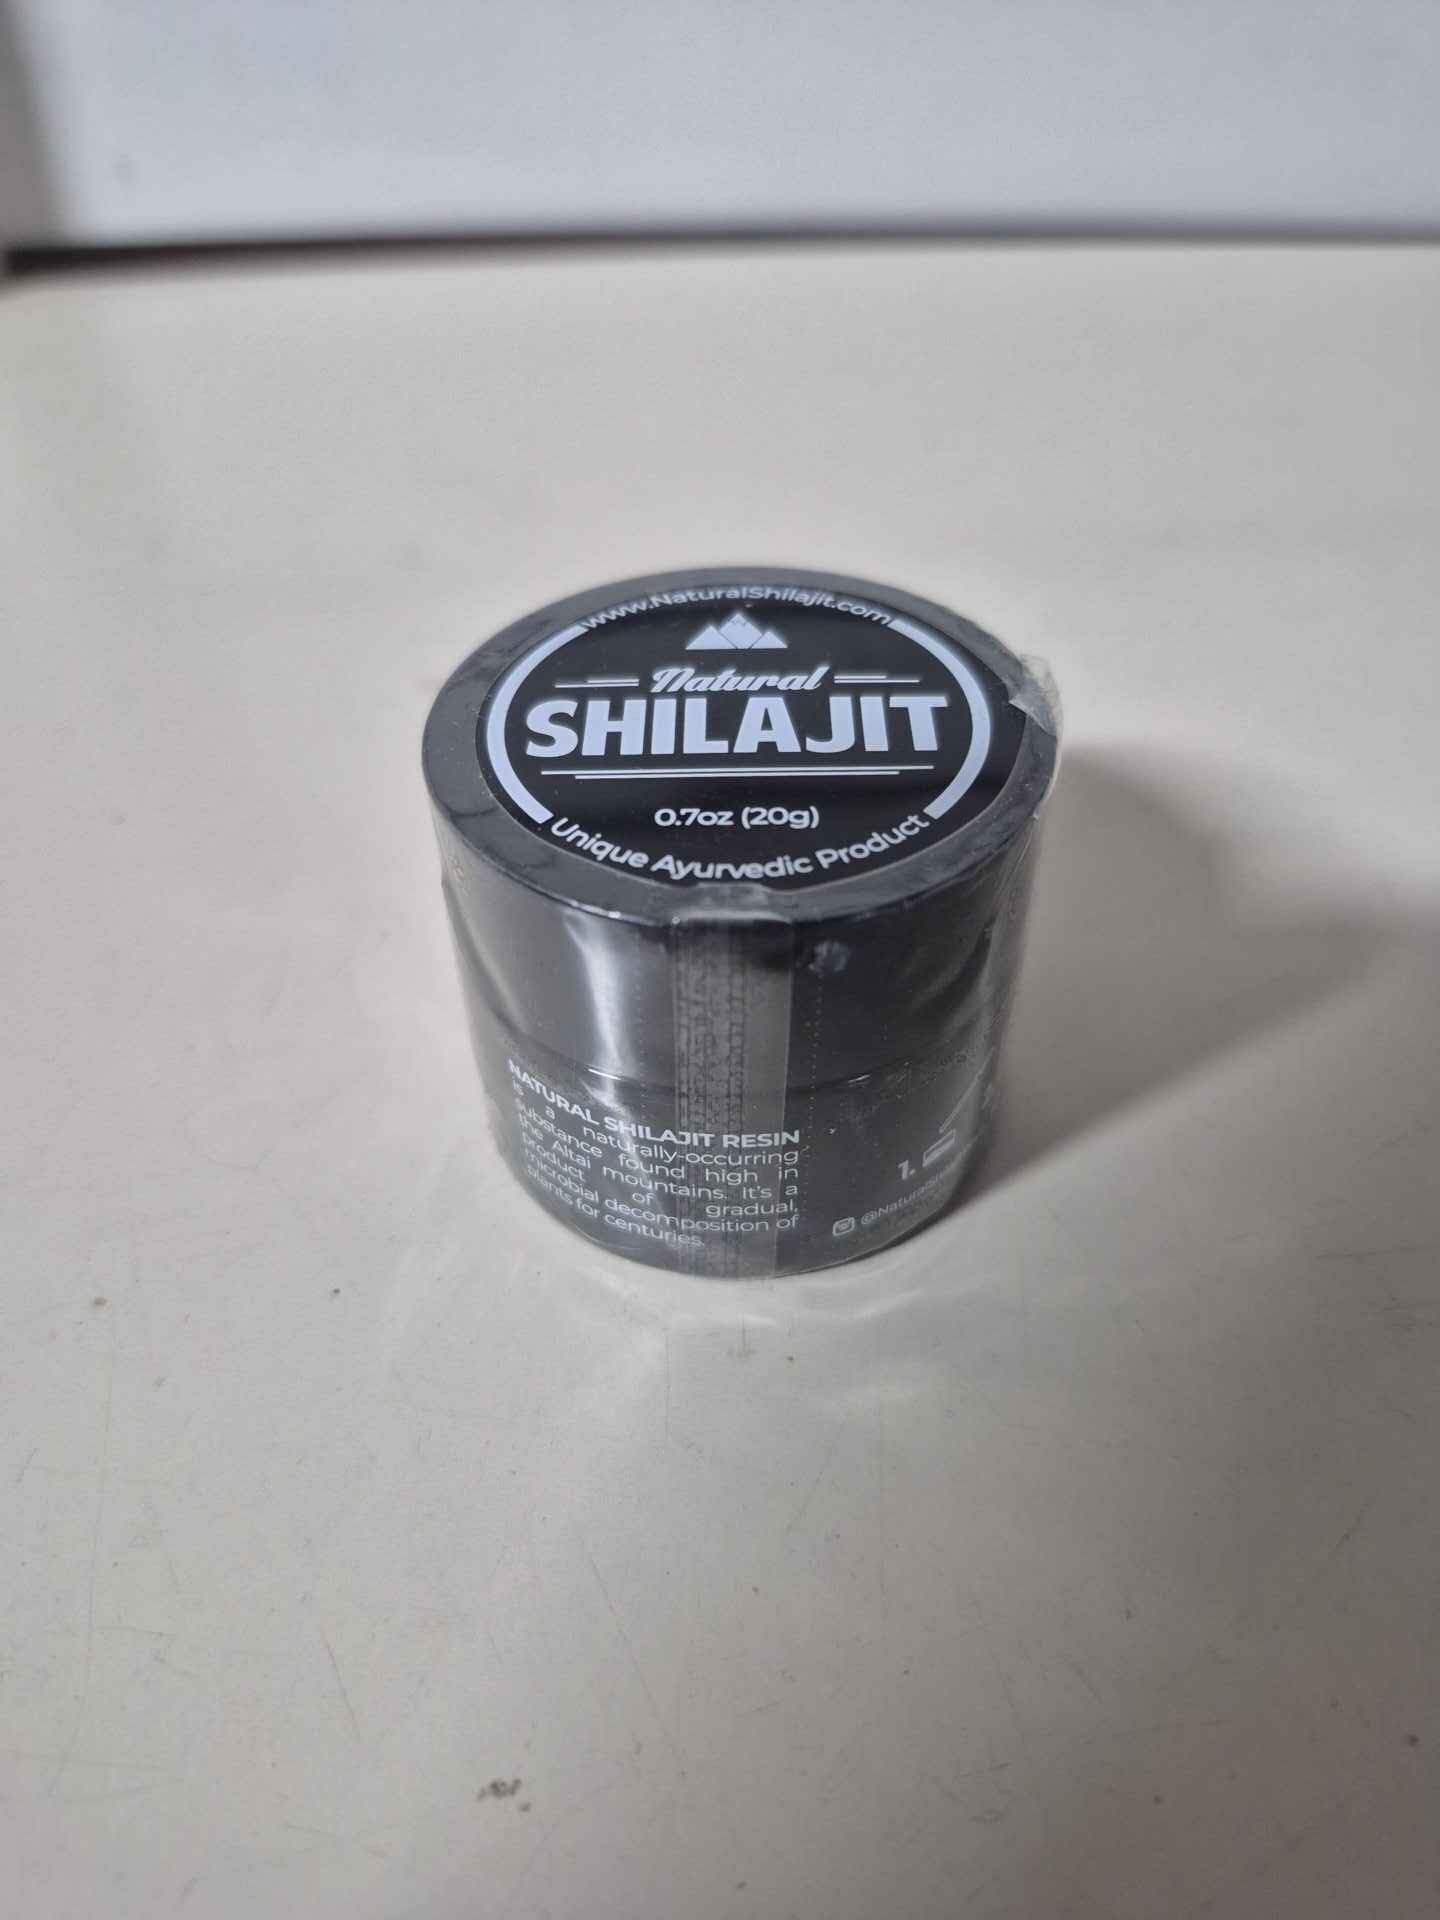 www.NaturalShilajit.com
Natural
SHILAJIT
0.7oz (20g)
Unique Ayurvedic Product
NATURAL SHILAJIT RESIN
is a naturally-occurring
substance found high in
the Altai mountains. It's a
product of gradual,
microbial decomposition of
plants for centuries.
1.